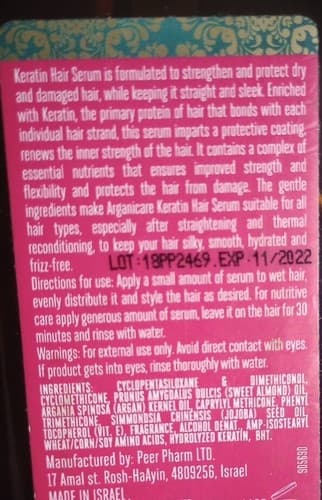 Keratin Hair Serum is formulated to strengthen and protect dry
and damaged hair, while keeping it straight and sleek. Enriched
with Keratin, the primary protein of hair that bonds with each
individual hair strand, this serum imparts a protective coating,
renews the inner strength of the hair. It contains a complex of
essential nutrients that ensures improved strength and
flexibility and protects the hair from damage. The gentle
ingredients make Arganicare Keratin Hair Serum suitable for all
hair types, especially after straightening and thermal
reconditioning, to keep your hair silky, smooth, hydrated and
frizz-free.
LOT:18PP2469.EXP·11/2022
Directions for use: Apply a small amount of serum to wet hair,
evenly distribute it and style the hair as desired. For nutritive
care apply generous amount of serum, leave it on the hair for 30
minutes and rinse with water.
Warnings: For external use only. Avoid direct contact with eyes.
If product gets into eyes, rinse thoroughly with water.
INGREDIENTS: CYCLOPENTASILOXANE & DIMETHICONOL,
CYCLOMETHICONE, PRUNUS AMYGDALUS DULCIS (SWEET ALMOND) OIL,
ARGANIA SPINOSA (ARGAN) KERNEL OIL, CAPRYLYL METHICONE, PHENYL
TRIMETHICONE, SIMMONDSIA CHINENSIS (JOJOBA) SEED OIL,
TOCOPHEROL (VIT. E), FRAGRANCE, ALCOHOL DENAT., AMP-ISOSTEARYL
WHEAT/CORN/SOY AMINO ACIDS, HYDROLYZED KERATIN, BHT.
Manufactured by: Peer Pharm LTD.
17 Amal st. Rosh-HaAyin, 4809256, Israel
MADE IN ISRAEL